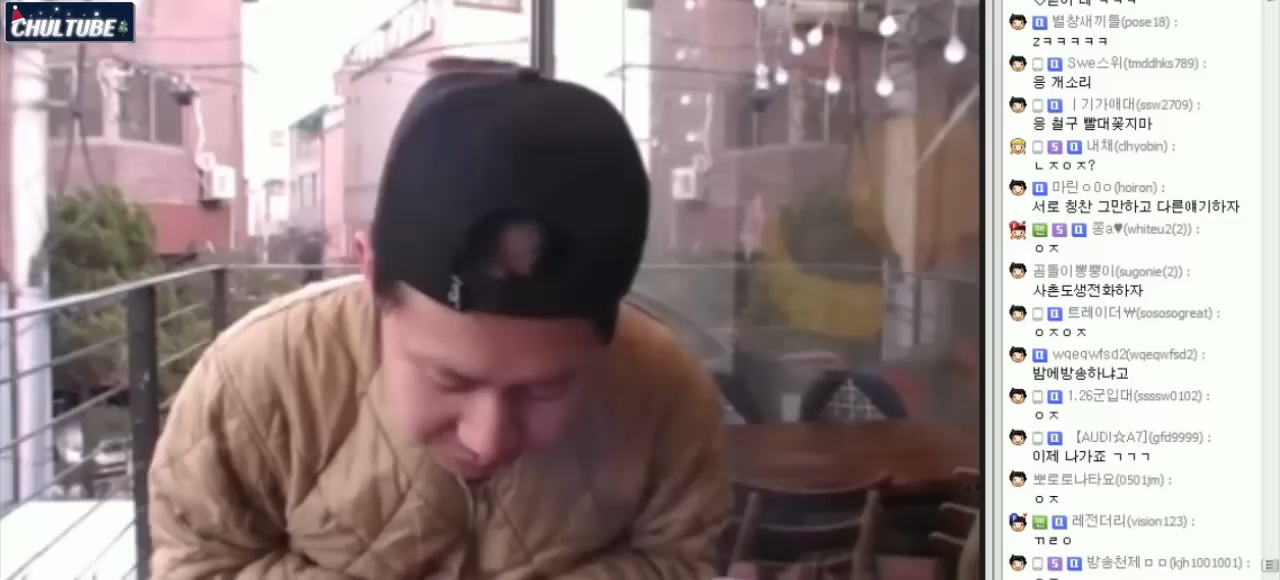 CHULTUBE
별창새끼들(pose18) :
zㅋㅋㅋㅋㅋ
Swe스위(tmddhks789) :
응 개소리
ㅣ기가애대(ssw2709) :
응 철구 빨대꽂지마
내채(dhyobin) :
ㄴㅈㅇㅈ?
마린ㅇ0ㅇ(hoiron) :
서로 칭찬 그만하고 다른얘기하자
쫑a♥(whiteu2(2)) :
ㅇㅈ
곰돌이뽕뿡이(sugonie(2)) :
사촌도생전화하자
트레이더₩(sososogreat) :
ㅇㅈㅇㅈ
wqeqwfsd2(wqeqwfsd2) :
밤에방송하냐고
1.26군입대(ssssw0102) :
ㅇㅈ
【AUDI☆A7](gfd9999) :
이제 나가죠 ㄱㄱㄱ
뽀로로나타요(0501jm) :
ㅇㅈ
레전더리(vision123) :
ㄲㄹㅇ
방송천제ㅁㅁ(kjh1001001) :